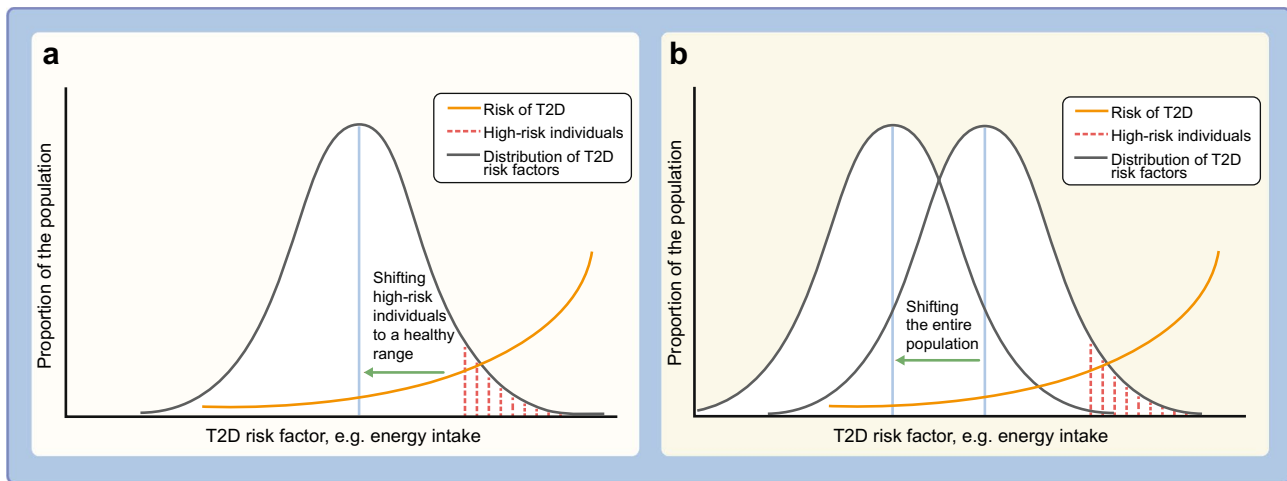 a
Proportion of the population
Risk of T2D
High-risk individuals
Distribution of T2D
risk factors
Shifting
high-risk
individuals
to a healthy
range
T2D risk factor, e.g. energy intake
b
Proportion of the population
Risk of T2D
High-risk individuals
Distribution of T2D
risk factors
Shifting
the entire
population
T2D risk factor, e.g. energy intake